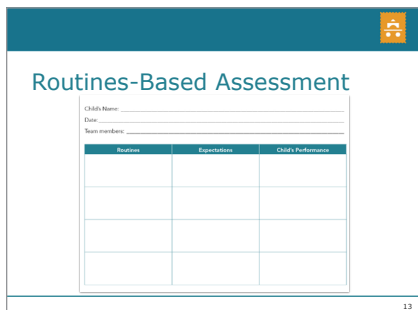 Routines-Based Assessment
Child's Name:
Date:
Team members:
Routines Expectations Child's Performance
13